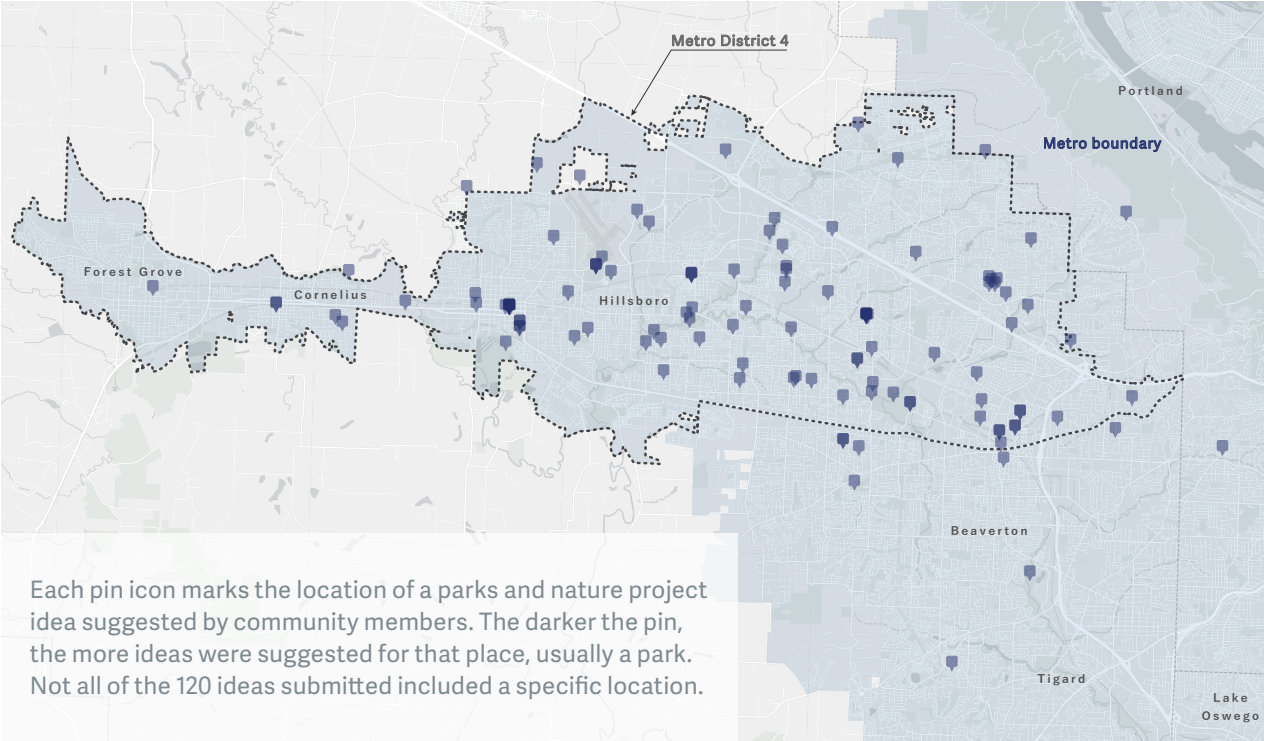 Metro District 4
Portland
Metro boundary
Forest Grove
Cornelius
Hillsboro
Beaverton
Each pin icon marks the location of a parks and nature project
idea suggested by community members. The darker the pin,
the more ideas were suggested for that place, usually a park.
Not all of the 120 ideas submitted included a specific location.
Tigard
Lake
Oswego